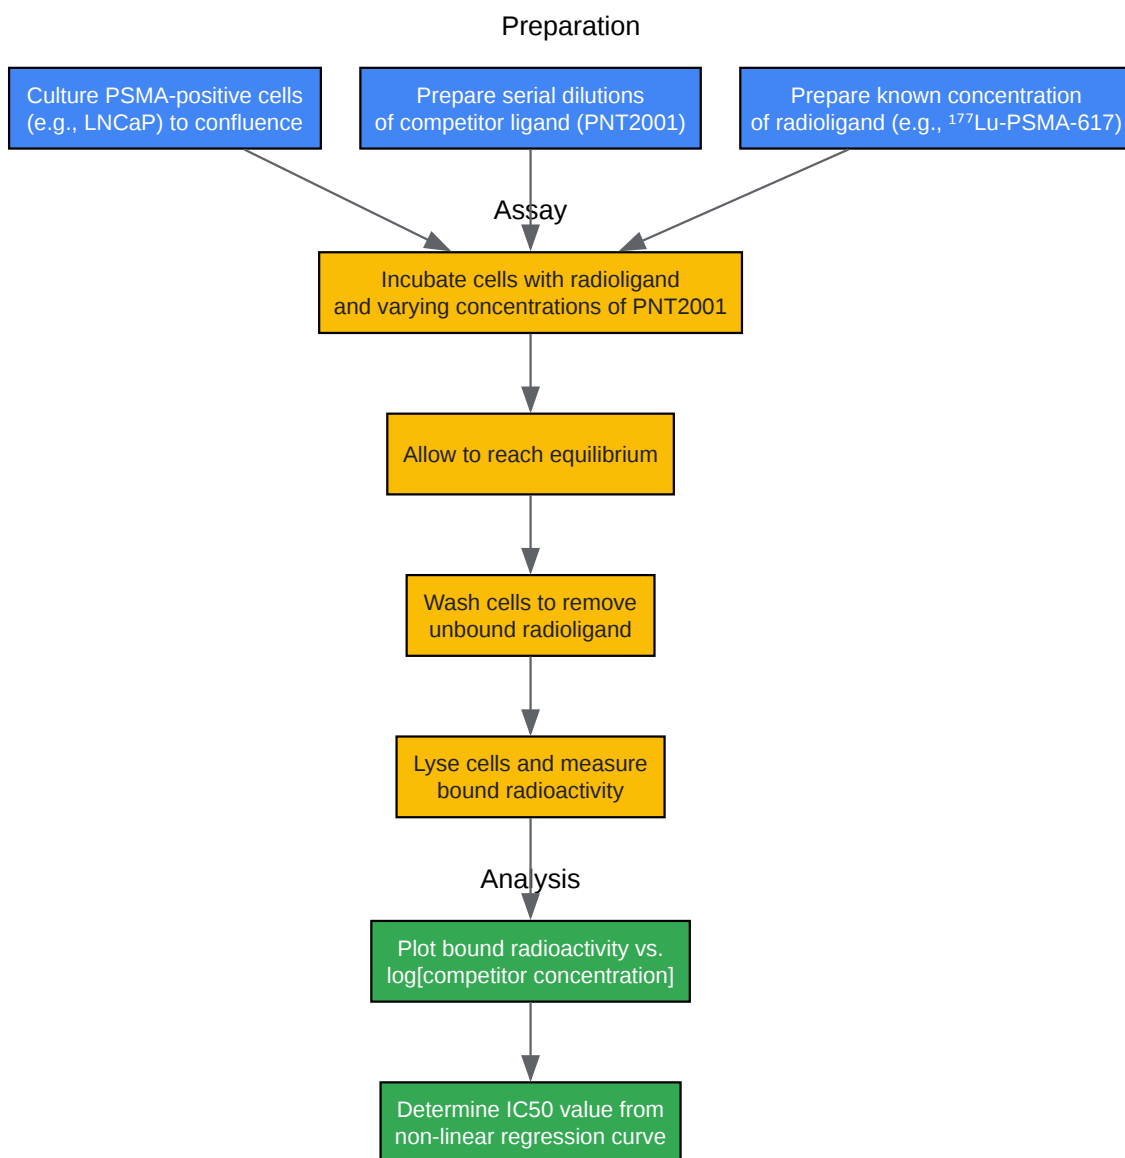 Preparation
Culture PSMA-positive cells
(e.g., LNCaP) to confluence
Prepare serial dilutions
of competitor ligand (PNT2001)
Prepare known concentration
of radioligand (e.g., ¹⁷⁷Lu-PSMA-617)
Assay
Incubate cells with radioligand
and varying concentrations of PNT2001
Allow to reach equilibrium
Wash cells to remove
unbound radioligand
Lyse cells and measure
bound radioactivity
Analysis
Plot bound radioactivity vs.
log[competitor concentration]
Determine IC50 value from
non-linear regression curve